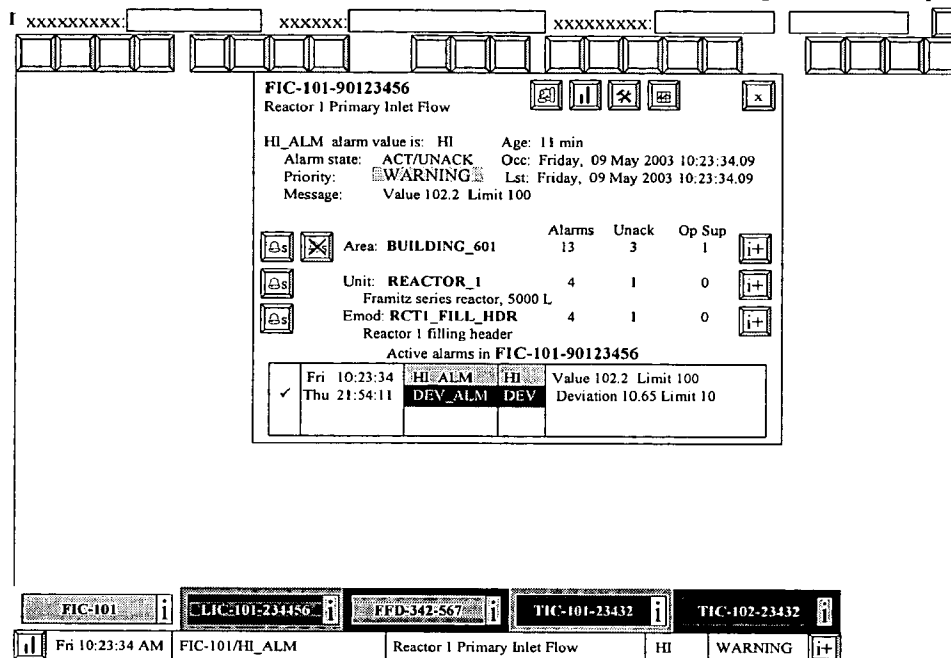 xxxxxxxxx: xxxxxx: xxxxxxxxx:
FIC-101-90123456
Reactor 1 Primary Inlet Flow
x
HI_ALM alarm value is: HI Age: 11 min
Alarm state: ACT/UNACK Occ: Friday, 09 May 2003 10:23:34.09
Priority: WARNING Lst: Friday, 09 May 2003 10:23:34.09
Message: Value 102.2 Limit 100
Alarms Unack Op Sup
s Area: BUILDING_601 13 3 1 i+
s Unit: REACTOR_1 4 1 0 i+
Framitz series reactor, 5000 L
s Emod: RCT1_FILL_HDR 4 1 0 i+
Reactor 1 filling header
Active alarms in FIC-101-90123456
Fri 10:23:34 HI_ALM HI Value 102.2 Limit 100
✓ Thu 21:54:11 DEV_ALM DEV Deviation 10.65 Limit 10
FIC-101 i LIC-101-234456 i FFD-342-567 i TIC-101-23432 i TIC-102-23432 i
Fri 10:23:34 AM FIC-101/HI_ALM Reactor 1 Primary Inlet Flow HI WARNING i+